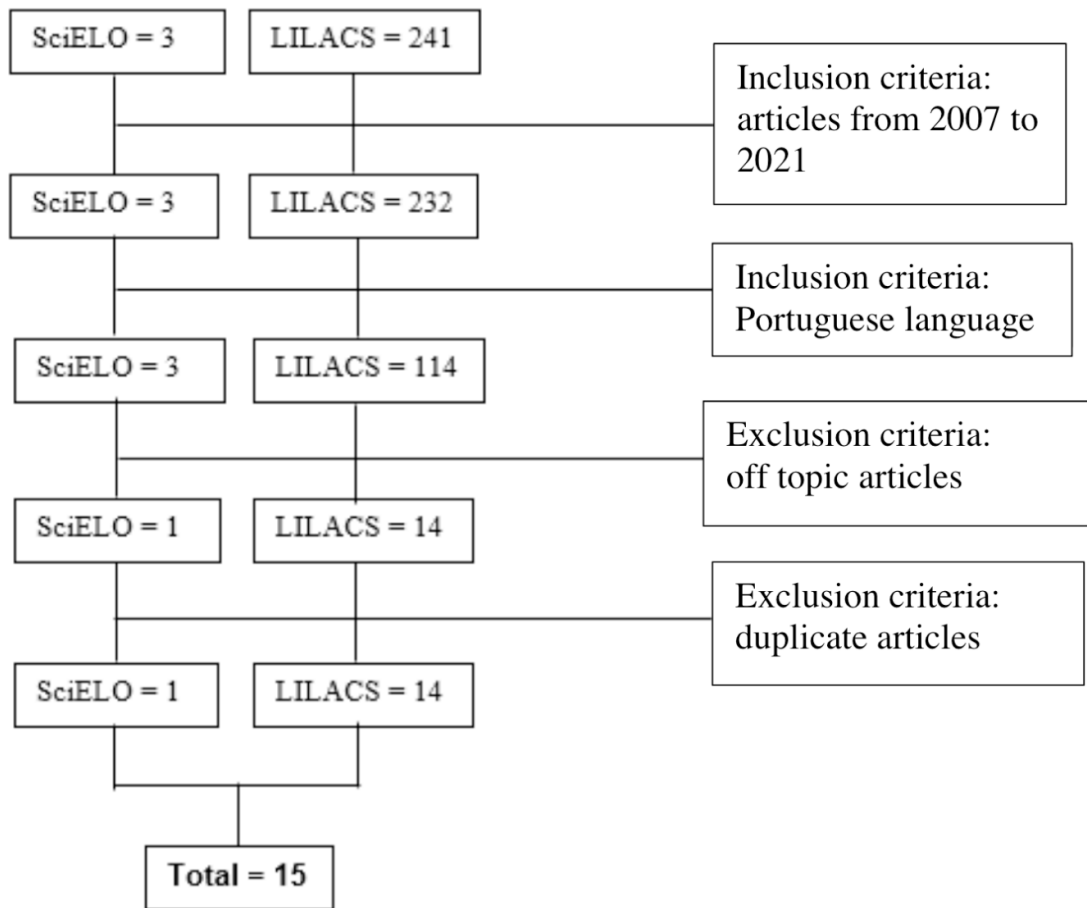 SciELO = 3
LILACS = 241
Inclusion criteria:
articles from 2007 to
2021
SciELO = 3
LILACS = 232
Inclusion criteria:
Portuguese language
SciELO = 3
LILACS = 114
Exclusion criteria:
off topic articles
SciELO = 1
LILACS = 14
Exclusion criteria:
duplicate articles
SciELO = 1
LILACS = 14
Total = 15